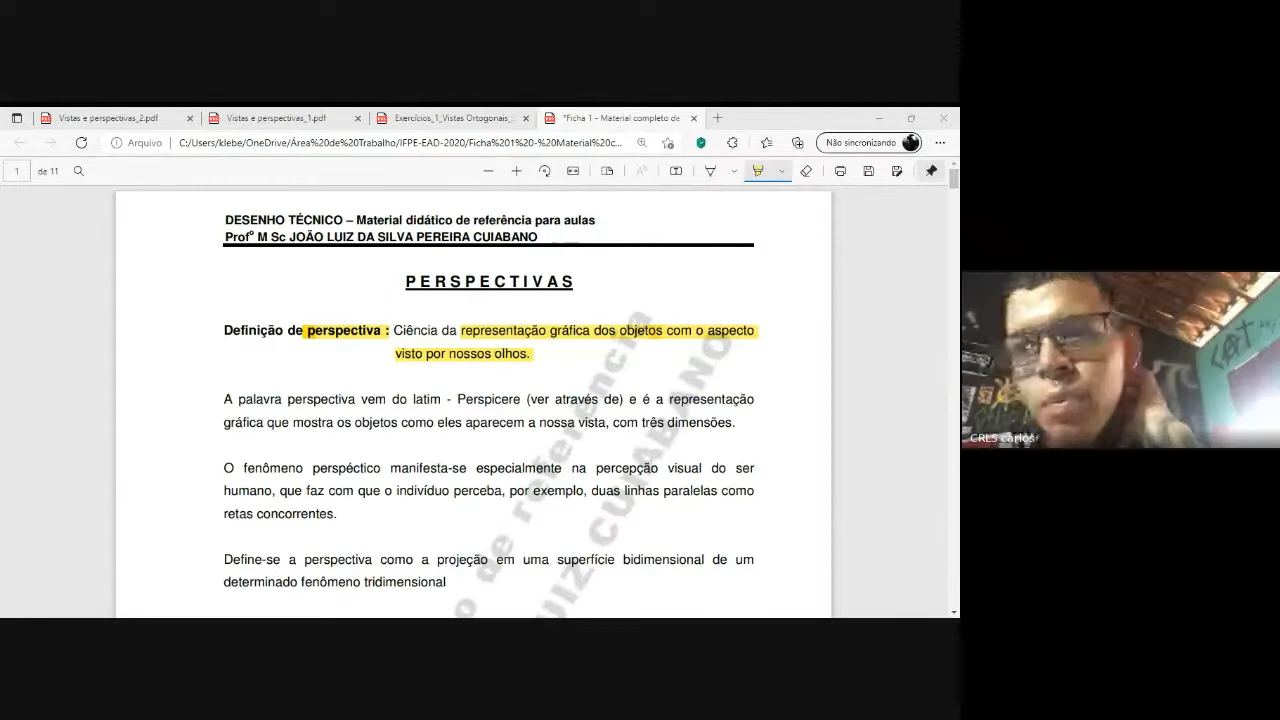 Vistas e perspectivas_2.pdf
Vistas e perspectivas_1.pdf
Exercícios_1_Vistas Ortogonais_
*Ficha 1 - Material completo de
Arquivo
C:/Users/klebe/OneDrive/Área%20de%20Trabalho/IFPE-EAD-2020/Ficha%201%20-%20Material%20c...
Não sincronizando
1 de 11
DESENHO TÉCNICO – Material didático de referência para aulas
Profº M Sc JOÃO LUIZ DA SILVA PEREIRA CUIABANO
P E R S P E C T I V A S
Definição de perspectiva : Ciência da representação gráfica dos objetos com o aspecto
visto por nossos olhos.
A palavra perspectiva vem do latim - Perspicere (ver através de) e é a representação
gráfica que mostra os objetos como eles aparecem a nossa vista, com três dimensões.
O fenômeno perspéctico manifesta-se especialmente na percepção visual do ser
humano, que faz com que o indivíduo perceba, por exemplo, duas linhas paralelas como
retas concorrentes.
Define-se a perspectiva como a projeção em uma superfície bidimensional de um
determinado fenômeno tridimensional
o de referência
UIZ CUIABANO
CRLS carlos